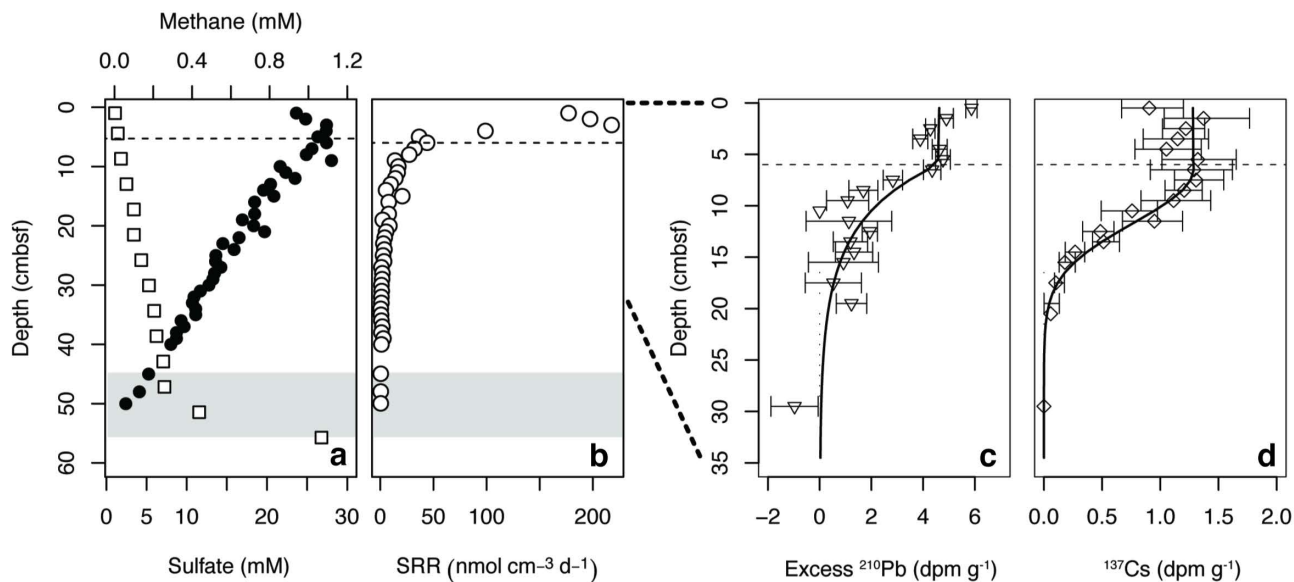 Methane (mM)
0.0 0.4 0.8 1.2
Depth (cmbsf)
0
10
20
30
40
50
60
a
0 5 10 20 30
Sulfate (mM)
b
0 50 100 200
SRR (nmol cm⁻³ d⁻¹)
Depth (cmbsf)
0
5
10
15
20
25
30
35
c
−2 0 2 4 6
Excess ²¹⁰Pb (dpm g⁻¹)
d
0.0 0.5 1.0 1.5 2.0
¹³⁷Cs (dpm g⁻¹)